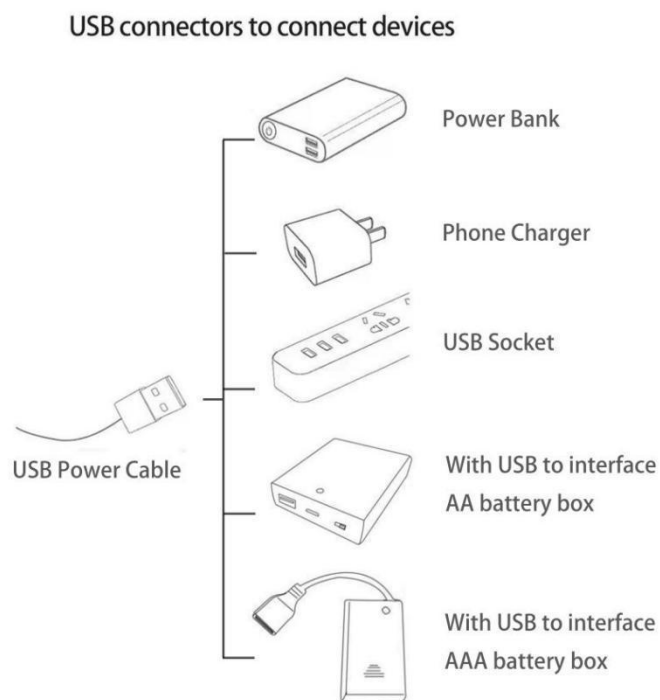 USB connectors to connect devices
Power Bank
Phone Charger
USB Socket
USB Power Cable
With USB to interface
AA battery box
With USB to interface
AAA battery box